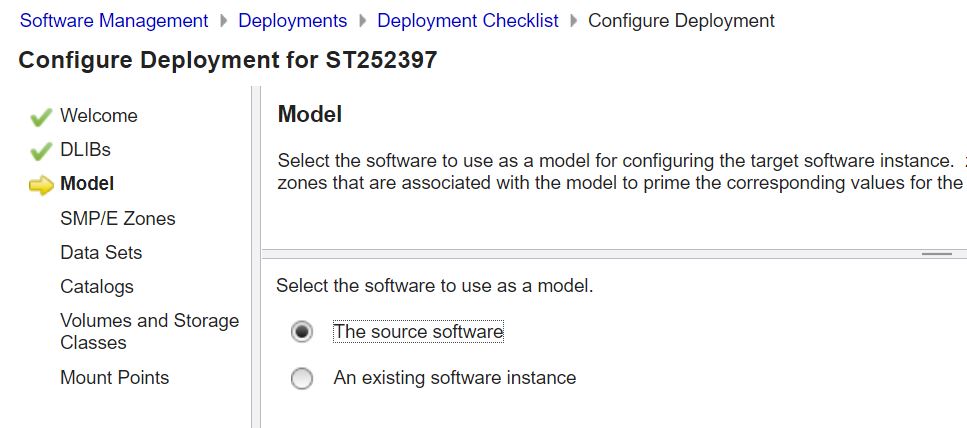 Software Management Deployments Deployment Checklist Configure Deployment
Configure Deployment for ST252397
Welcome
DLIBs
Model
SMP/E Zones
Data Sets
Catalogs
Volumes and Storage
Classes
Mount Points
Model
Select the software to use as a model for configuring the target software instance.
zones that are associated with the model to prime the corresponding values for the
Select the software to use as a model.
The source software
An existing software instance